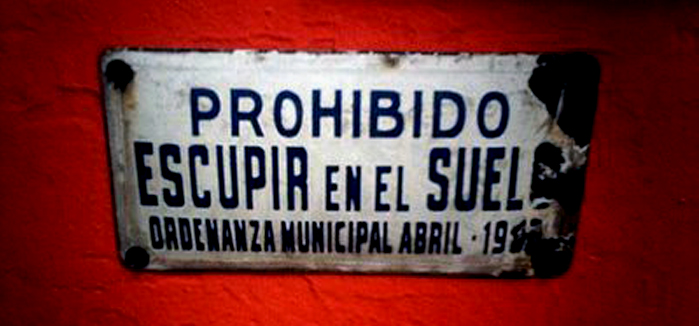 PROHIBIDO
ESCUPIR EN EL SUEL
ORDENANZA MUNICIPAL ABRIL · 19